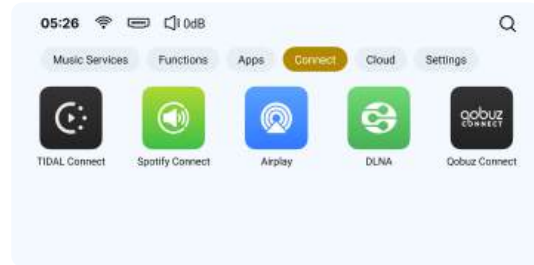 05:26 0dB
Music Services Functions Apps Connect Cloud Settings
qobuz
CONNECT
TIDAL Connect Spotify Connect Airplay DLNA Qobuz Connect